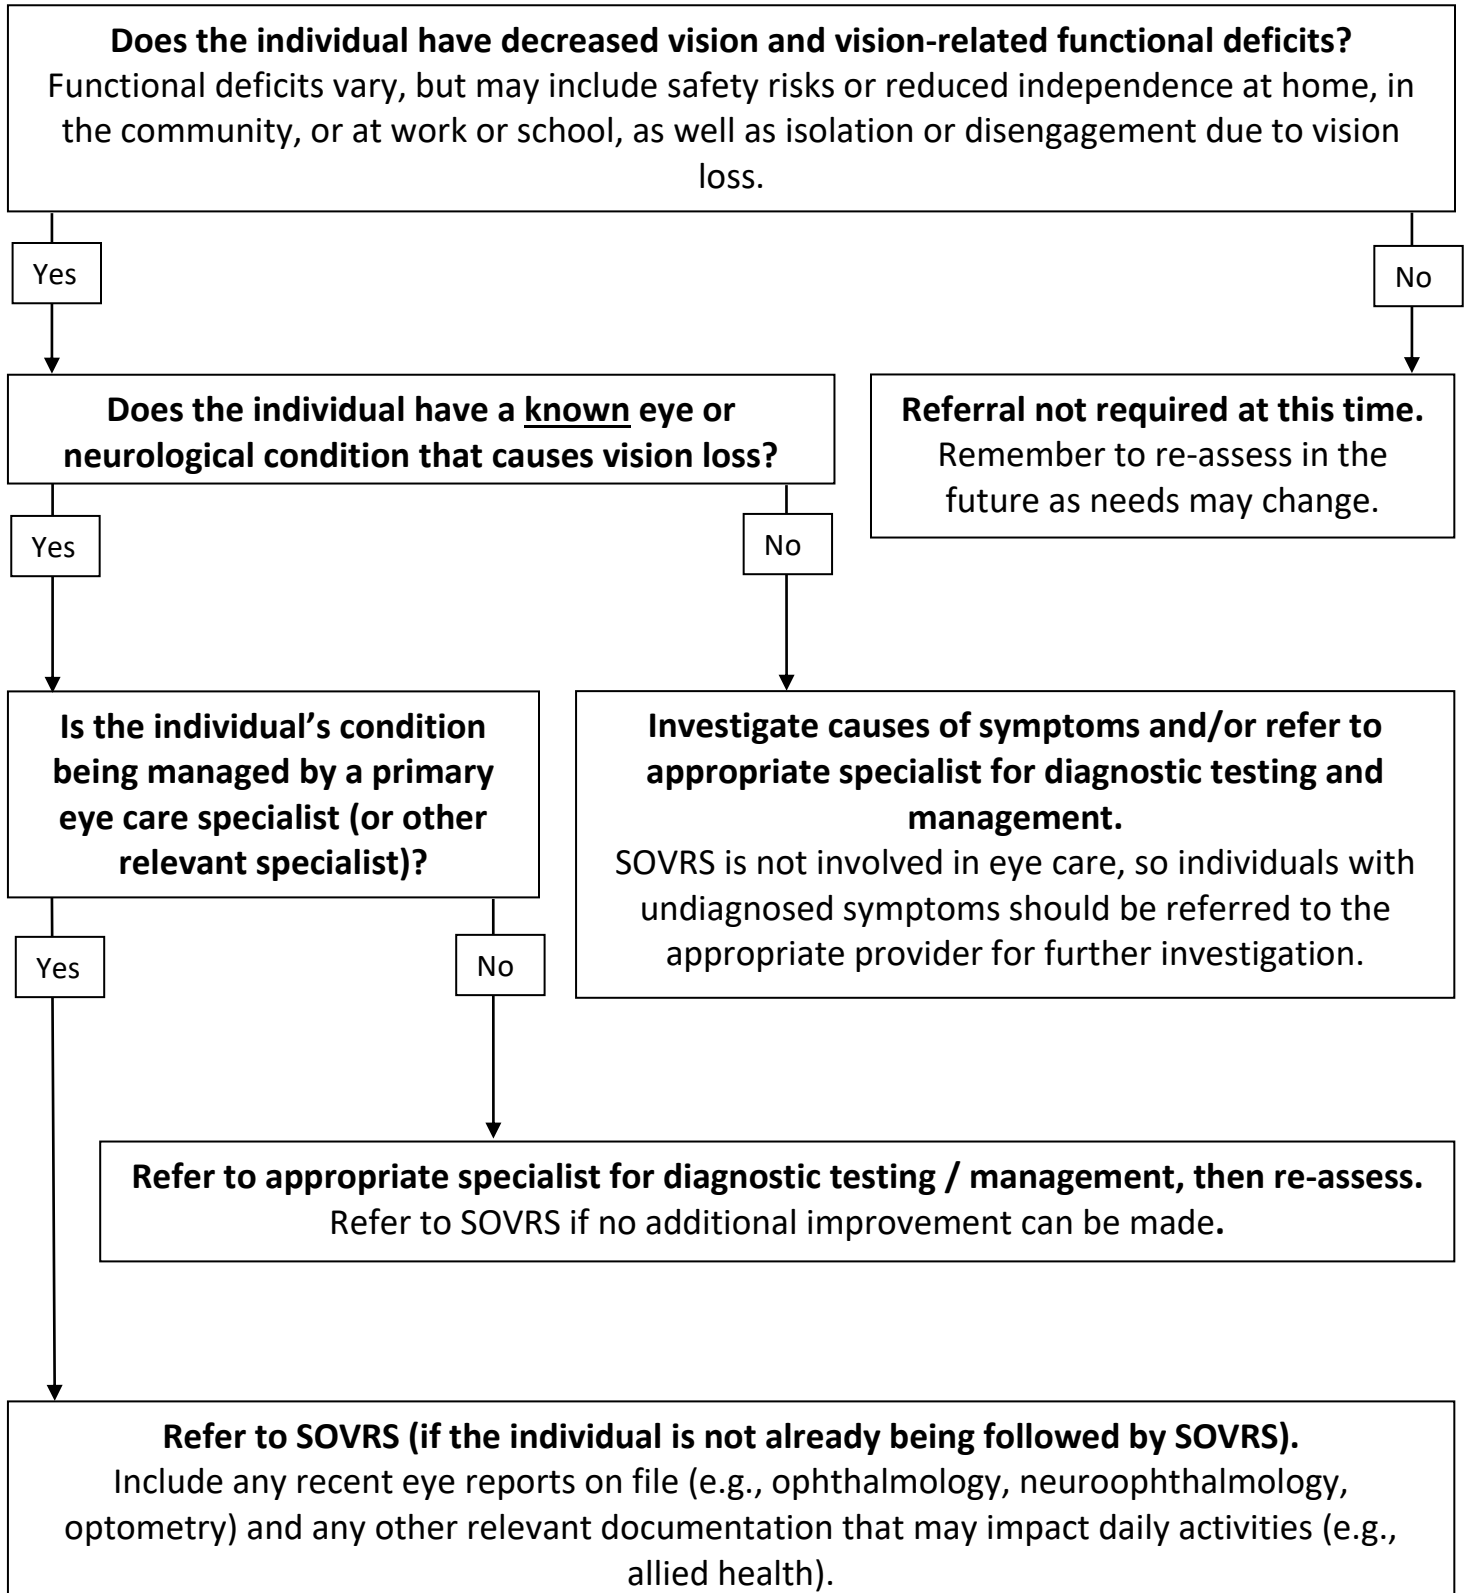 Does the individual have decreased vision and vision-related functional deficits?
Functional deficits vary, but may include safety risks or reduced independence at home, in
the community, or at work or school, as well as isolation or disengagement due to vision
loss.
Yes
No
Does the individual have a known eye or
neurological condition that causes vision loss?
Referral not required at this time.
Remember to re-assess in the
future as needs may change.
Yes
No
Is the individual’s condition
being managed by a primary
eye care specialist (or other
relevant specialist)?
Investigate causes of symptoms and/or refer to
appropriate specialist for diagnostic testing and
management.
SOVRS is not involved in eye care, so individuals with
undiagnosed symptoms should be referred to the
appropriate provider for further investigation.
Yes
No
Refer to appropriate specialist for diagnostic testing / management, then re-assess.
Refer to SOVRS if no additional improvement can be made.
Refer to SOVRS (if the individual is not already being followed by SOVRS).
Include any recent eye reports on file (e.g., ophthalmology, neuroophthalmology,
optometry) and any other relevant documentation that may impact daily activities (e.g.,
allied health).